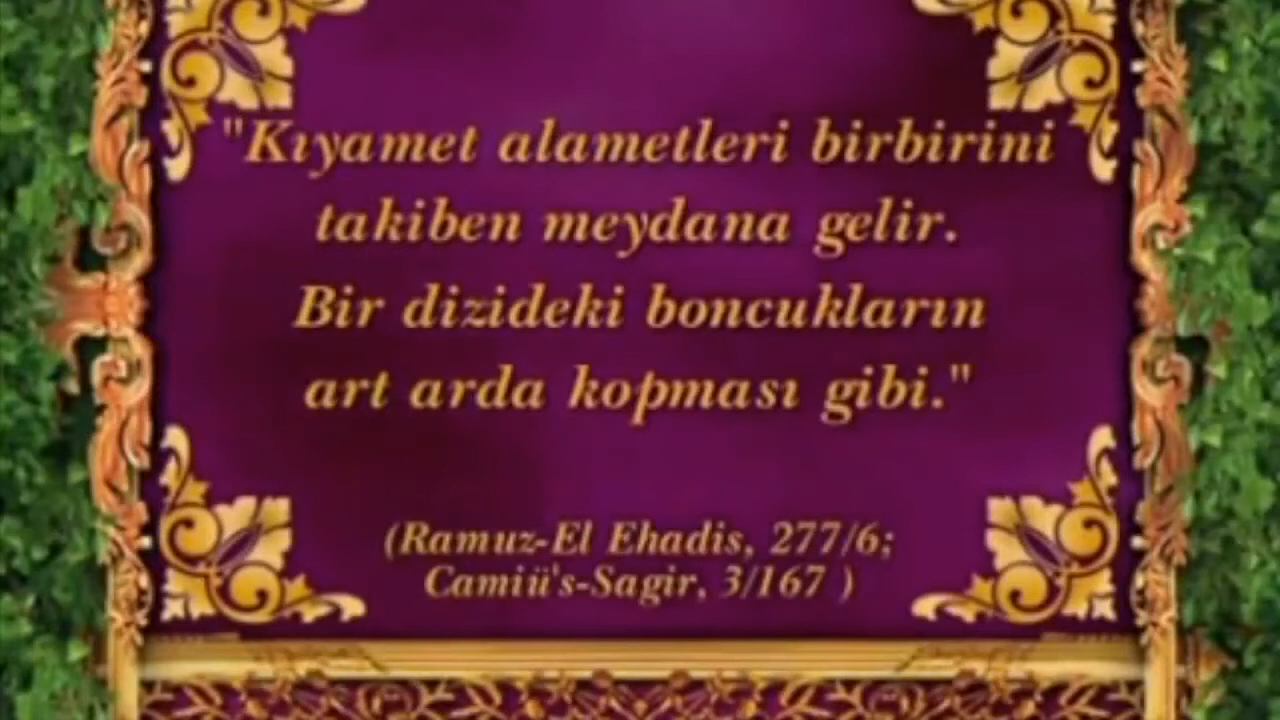 "Kıyamet alametleri birbirini
takiben meydana gelir.
Bir dizideki boncukların
art arda kopması gibi."
(Ramuz-El Ehadis, 277/6;
Camiü's-Sagir, 3/167 )